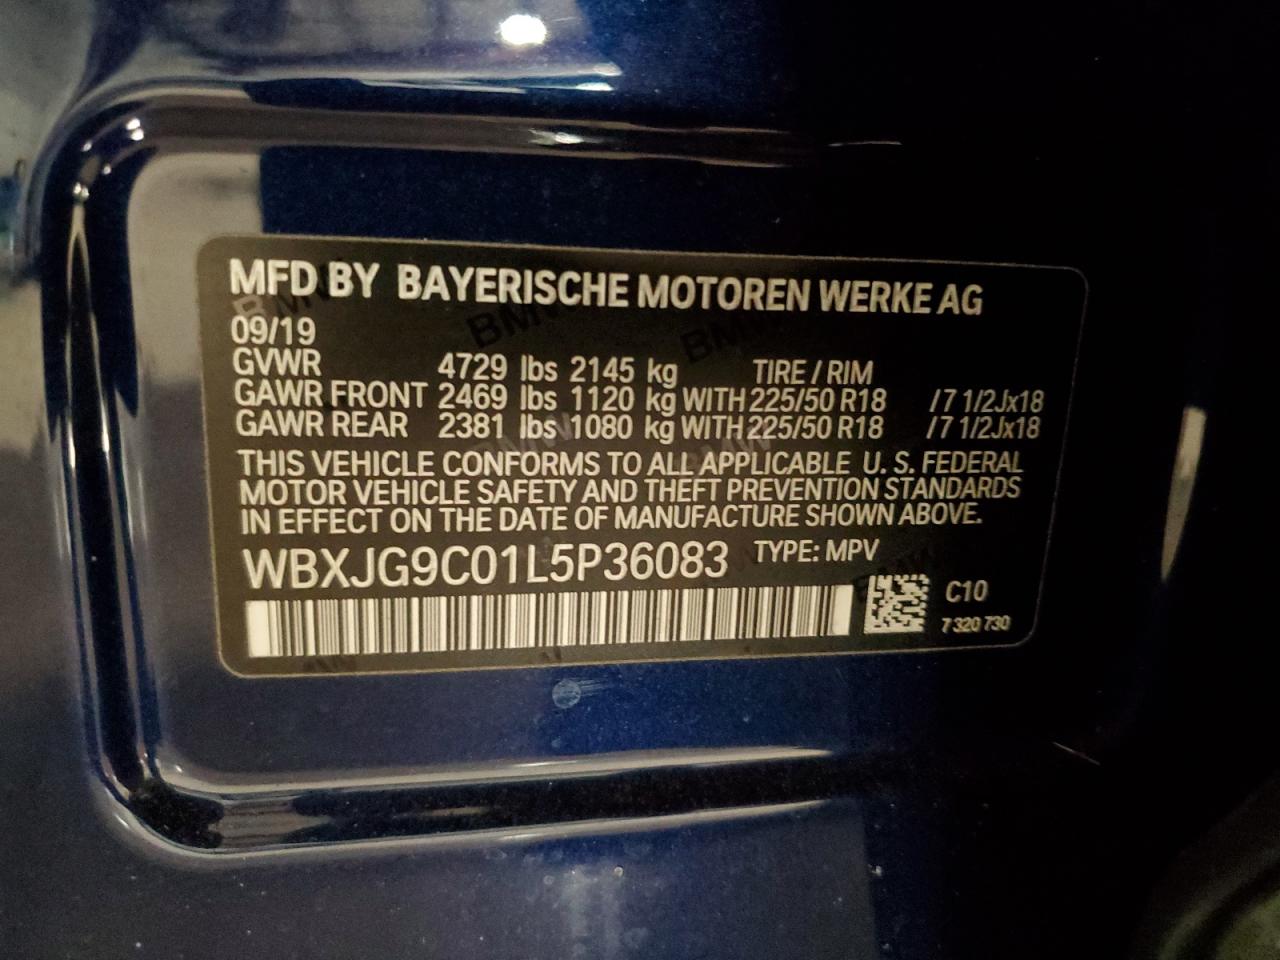 MFD BY BAYERISCHE MOTOREN WERKE AG
09/19
GVWR 4729 lbs 2145 kg TIRE / RIM
GAWR FRONT 2469 lbs 1120 kg WITH 225/50 R18 /7 1/2Jx18
GAWR REAR 2381 lbs 1080 kg WITH 225/50 R18 /7 1/2Jx18
THIS VEHICLE CONFORMS TO ALL APPLICABLE U. S. FEDERAL
MOTOR VEHICLE SAFETY AND THEFT PREVENTION STANDARDS
IN EFFECT ON THE DATE OF MANUFACTURE SHOWN ABOVE.
WBXJG9C01L5P36083 TYPE: MPV
C10
7 320 730